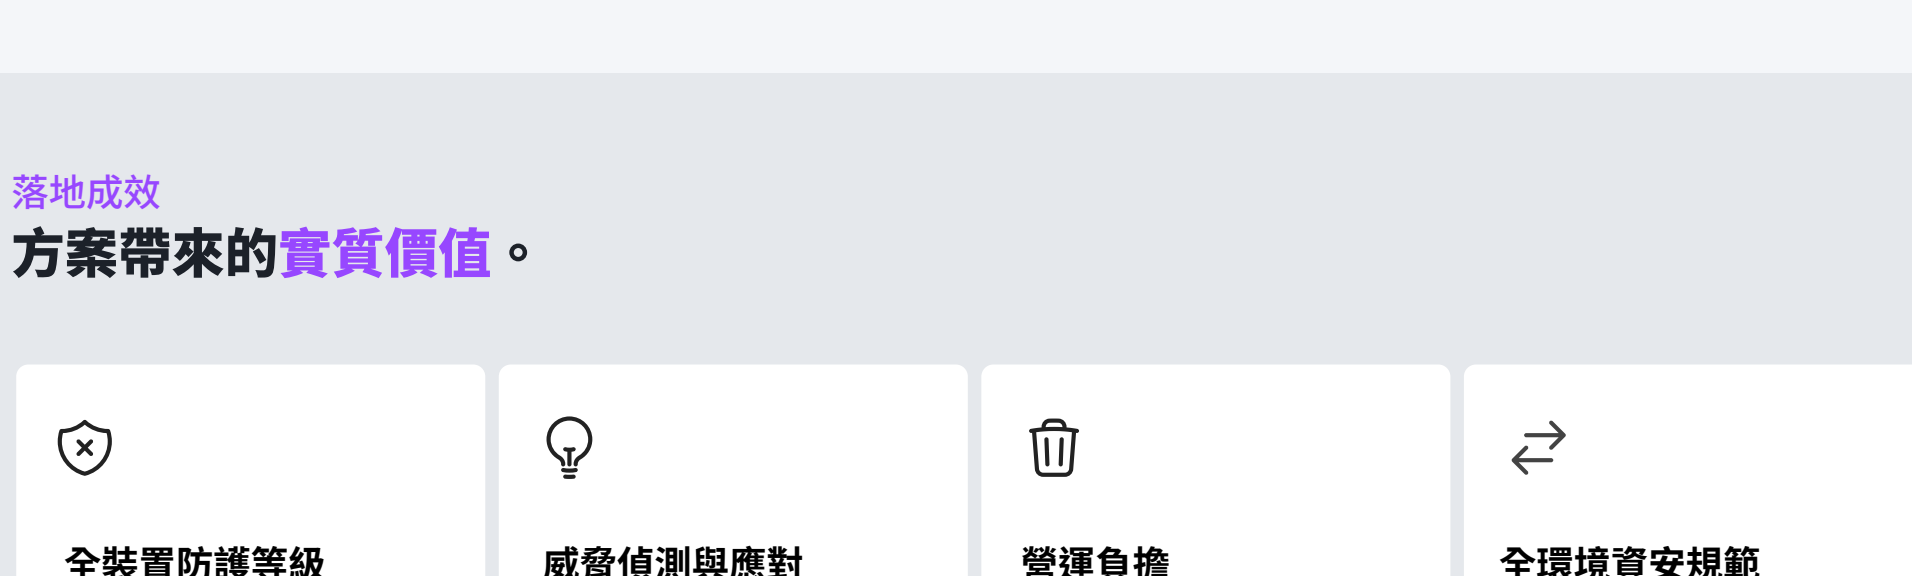 落地成效
方案帶來的實質價值。
全裝置防護等級
威脅偵測與應對
營運負擔
全環境資安規範